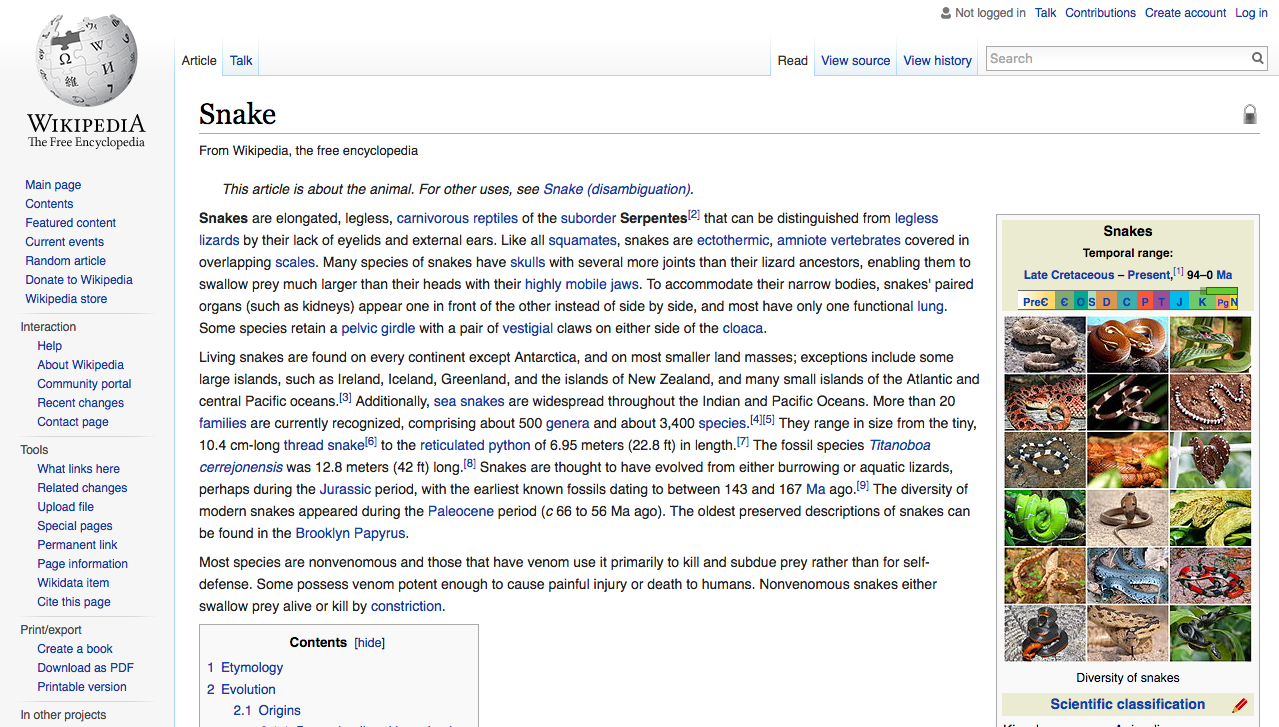 Not logged in Talk Contributions Create account Log in
Article Talk Read View source View history Search
WIKIPEDIA
The Free Encyclopedia
Main page
Contents
Featured content
Current events
Random article
Donate to Wikipedia
Wikipedia store
Interaction
Help
About Wikipedia
Community portal
Recent changes
Contact page
Tools
What links here
Related changes
Upload file
Special pages
Permanent link
Page information
Wikidata item
Cite this page
Print/export
Create a book
Download as PDF
Printable version
In other projects
Snake
From Wikipedia, the free encyclopedia
This article is about the animal. For other uses, see Snake (disambiguation).
Snakes are elongated, legless, carnivorous reptiles of the suborder Serpentes[2] that can be distinguished from legless
lizards by their lack of eyelids and external ears. Like all squamates, snakes are ectothermic, amniote vertebrates covered in
overlapping scales. Many species of snakes have skulls with several more joints than their lizard ancestors, enabling them to
swallow prey much larger than their heads with their highly mobile jaws. To accommodate their narrow bodies, snakes' paired
organs (such as kidneys) appear one in front of the other instead of side by side, and most have only one functional lung.
Some species retain a pelvic girdle with a pair of vestigial claws on either side of the cloaca.
Living snakes are found on every continent except Antarctica, and on most smaller land masses; exceptions include some
large islands, such as Ireland, Iceland, Greenland, and the islands of New Zealand, and many small islands of the Atlantic and
central Pacific oceans.[3] Additionally, sea snakes are widespread throughout the Indian and Pacific Oceans. More than 20
families are currently recognized, comprising about 500 genera and about 3,400 species.[4][5] They range in size from the tiny,
10.4 cm-long thread snake[6] to the reticulated python of 6.95 meters (22.8 ft) in length.[7] The fossil species Titanoboa
cerrejonensis was 12.8 meters (42 ft) long.[8] Snakes are thought to have evolved from either burrowing or aquatic lizards,
perhaps during the Jurassic period, with the earliest known fossils dating to between 143 and 167 Ma ago.[9] The diversity of
modern snakes appeared during the Paleocene period (c 66 to 56 Ma ago). The oldest preserved descriptions of snakes can
be found in the Brooklyn Papyrus.
Most species are nonvenomous and those that have venom use it primarily to kill and subdue prey rather than for self-
defense. Some possess venom potent enough to cause painful injury or death to humans. Nonvenomous snakes either
swallow prey alive or kill by constriction.
Contents [hide]
1 Etymology
2 Evolution
2.1 Origins
Snakes
Temporal range:
Late Cretaceous – Present,[1] 94–0 Ma
PreЄ Є O S D C P T J K Pg N
Diversity of snakes
Scientific classification